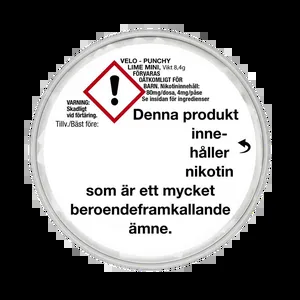 VELO - PUNCHY
LIME MINI, Vikt 8,4g
FÖRVARAS
OÅTKOMLIGT FÖR
BARN. Nikotininnehåll:
80mg/dosa, 4mg/påse
Se insidan för ingredienser
VARNING:
Skadligt
vid förtäring.
Tillv./Bäst före:
Denna produkt
inne-
håller
nikotin
som är ett mycket
beroendeframkallande
ämne.